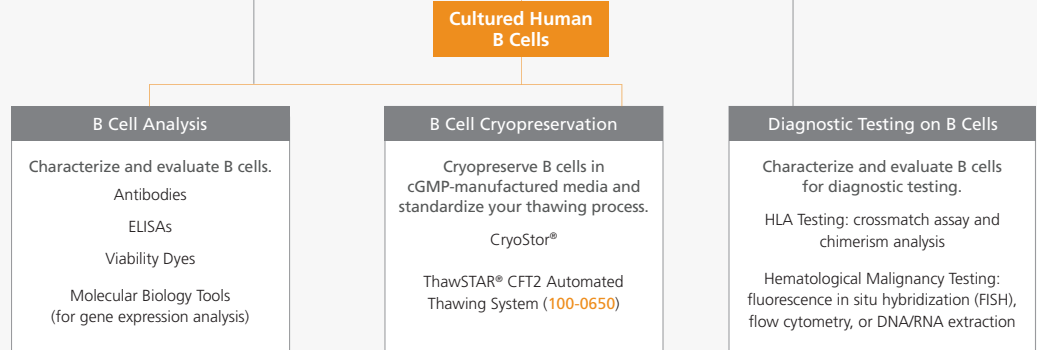 Cultured Human
B Cells
B Cell Analysis
Characterize and evaluate B cells.
Antibodies
ELISAs
Viability Dyes
Molecular Biology Tools
(for gene expression analysis)
B Cell Cryopreservation
Cryopreserve B cells in
cGMP-manufactured media and
standardize your thawing process.
CryoStor®
ThawSTAR® CFT2 Automated
Thawing System (100-0650)
Diagnostic Testing on B Cells
Characterize and evaluate B cells
for diagnostic testing.
HLA Testing: crossmatch assay and
chimerism analysis
Hematological Malignancy Testing:
fluorescence in situ hybridization (FISH),
flow cytometry, or DNA/RNA extraction